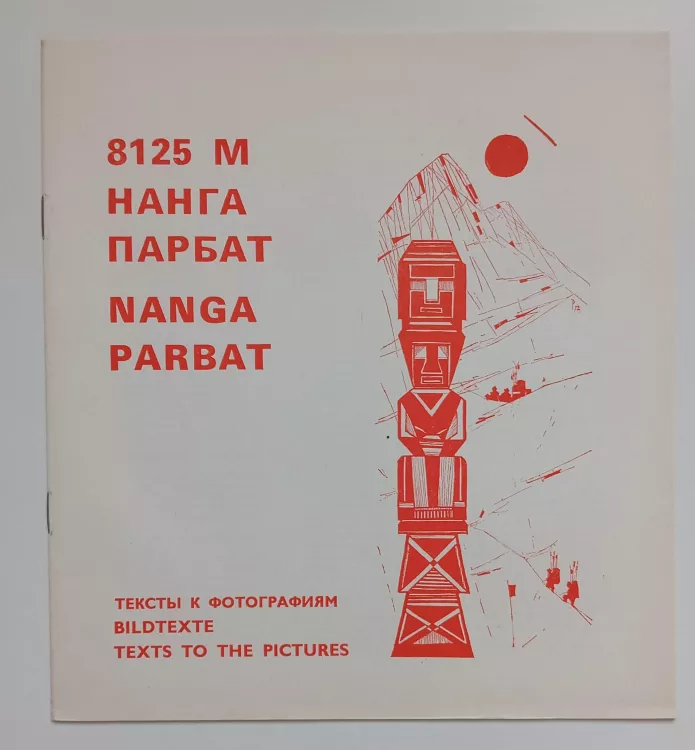 8125 М
НАНГА
ПАРБАТ
NANGA
PARBAT
ТЕКСТЫ К ФОТОГРАФИЯМ
BILDTEXTE
TEXTS TO THE PICTURES